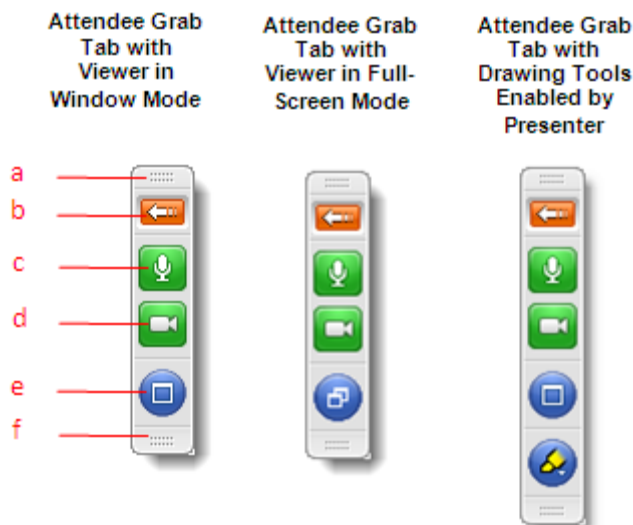 Attendee Grab
Tab with
Viewer in
Window Mode
Attendee Grab
Tab with
Viewer in Full-
Screen Mode
Attendee Grab
Tab with
Drawing Tools
Enabled by
Presenter
a
b
c
d
e
f